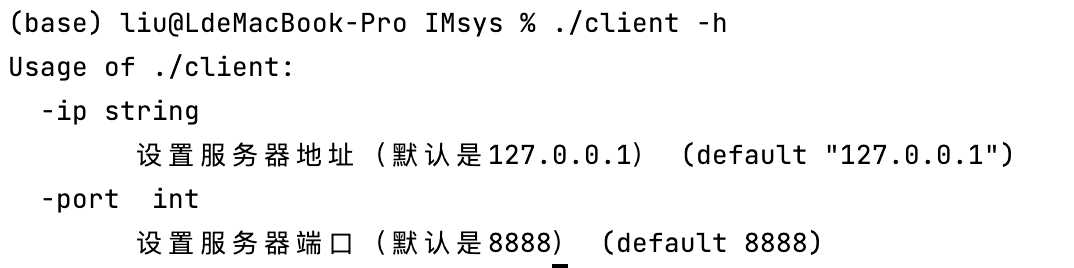 (base) liu@LdeMacBook-Pro IMsys % ./client -h
Usage of ./client:
  -ip string
        设置服务器地址（默认是127.0.0.1） (default "127.0.0.1")
  -port  int
        设置服务器端口（默认是8888） (default 8888)